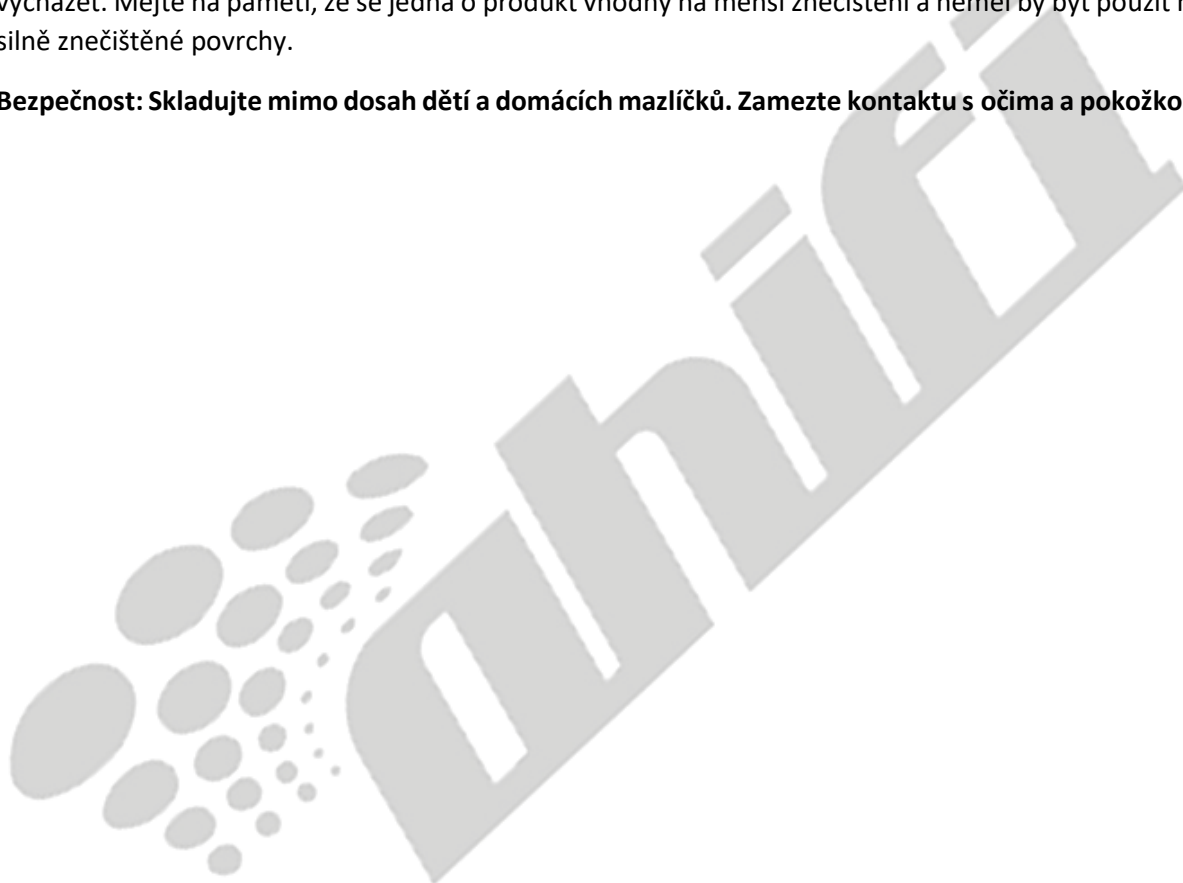 vycházet. Mějte na paměti, že se jedná o produkt vhodný na menší znečištění a neměl by být použit n
silně znečištěné povrchy.
Bezpečnost: Skladujte mimo dosah dětí a domácích mazlíčků. Zamezte kontaktu s očima a pokožko
ahifi